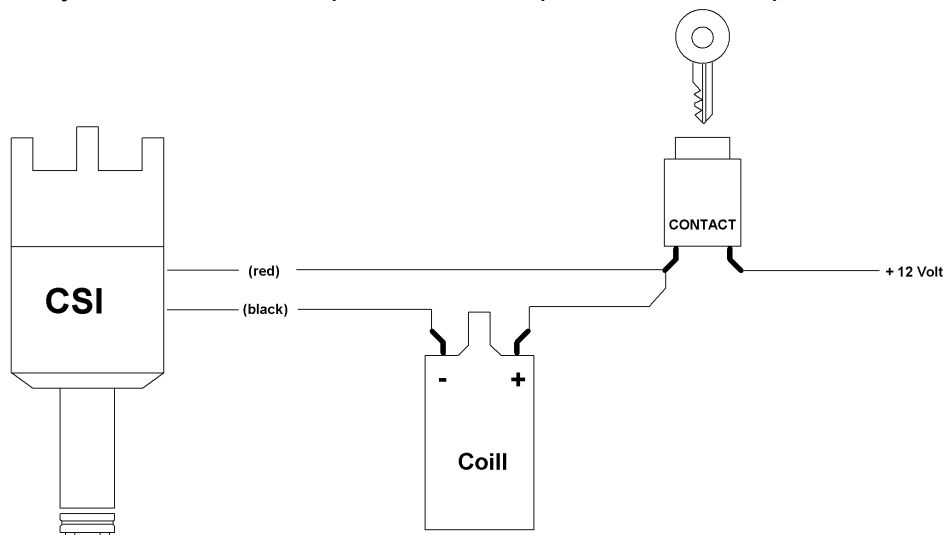 CONTACT
(red)
+ 12 Volt
CSI
(black)
- +
Coill